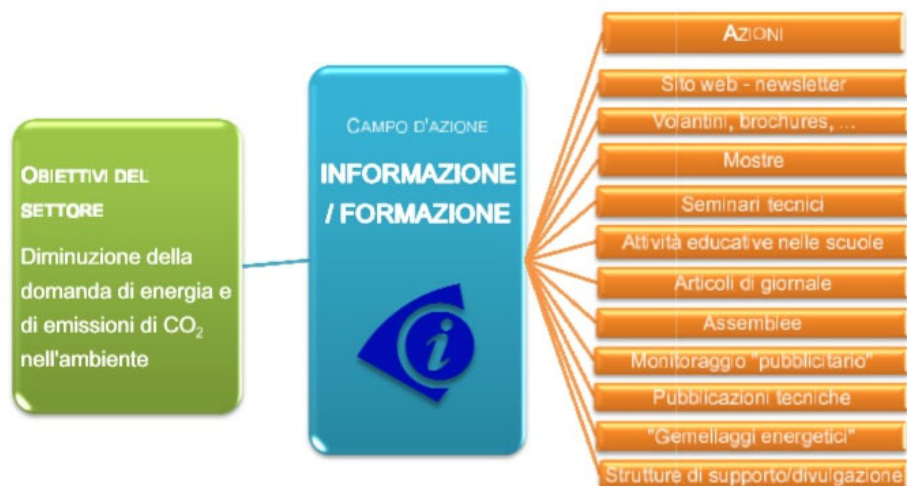 OBIETTIVI DEL
SETTORE
Diminuzione della
domanda di energia e
di emissioni di CO₂
nell'ambiente
CAMPO D'AZIONE
INFORMAZIONE
/ FORMAZIONE
i
AZIONI
Sito web - newsletter
Volantini, brochures, ...
Mostre
Seminari tecnici
Attività educative nelle scuole
Articoli di giornale
Assemblee
Monitoraggio "pubblicitario"
Pubblicazioni tecniche
"Gemellaggi energetici"
Strutture di supporto/divulgazione